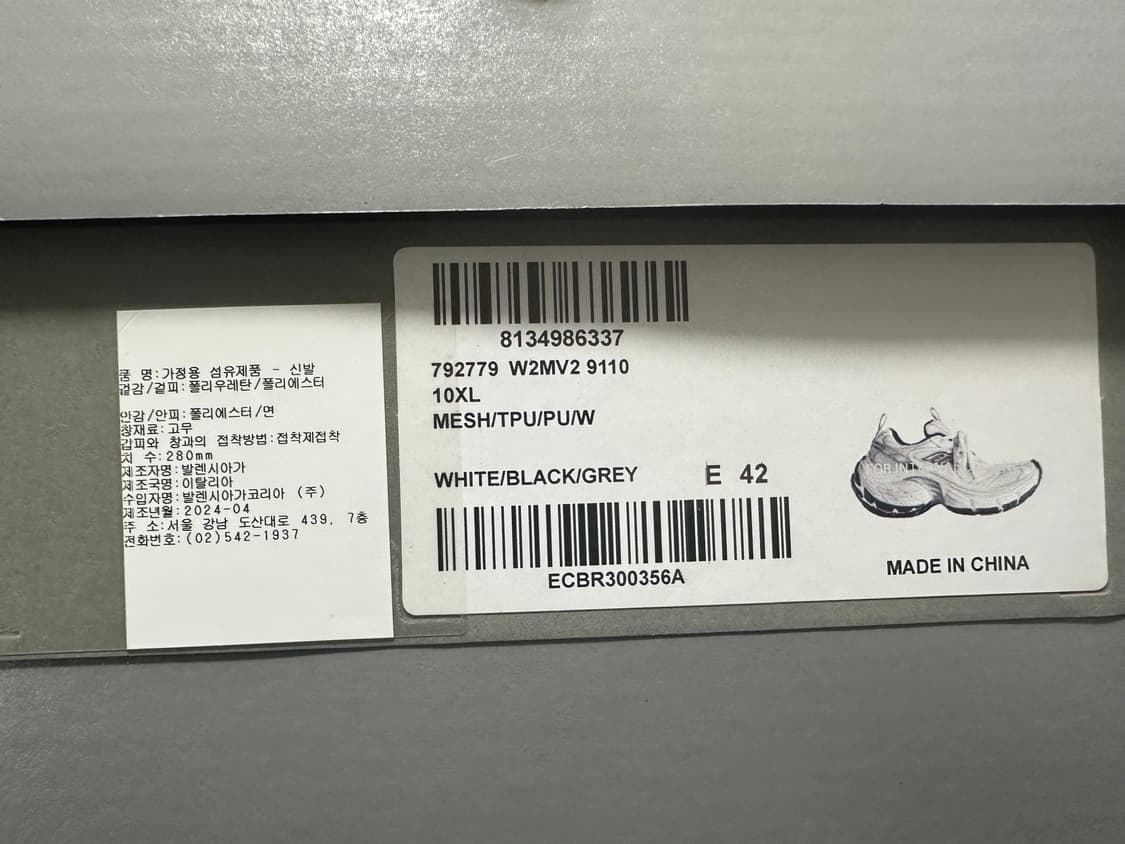 품 명:가정용 섬유제품 - 신발
겉감/겉피:폴리우레탄/폴리에스터
안감/안피:폴리에스터/면
창재료:고무
갑피와 창과의 접착방법:접착제접착
치 수:280mm
제조자명:발렌시아가
제조국명:이탈리아
수입자명:발렌시아가코리아 (주)
제조년월:2024-04
주 소:서울 강남 도산대로 439, 7층
전화번호:(02)542-1937
8134986337
792779 W2MV2 9110
10XL
MESH/TPU/PU/W
WHITE/BLACK/GREY E 42
ECBR300356A
MADE IN CHINA